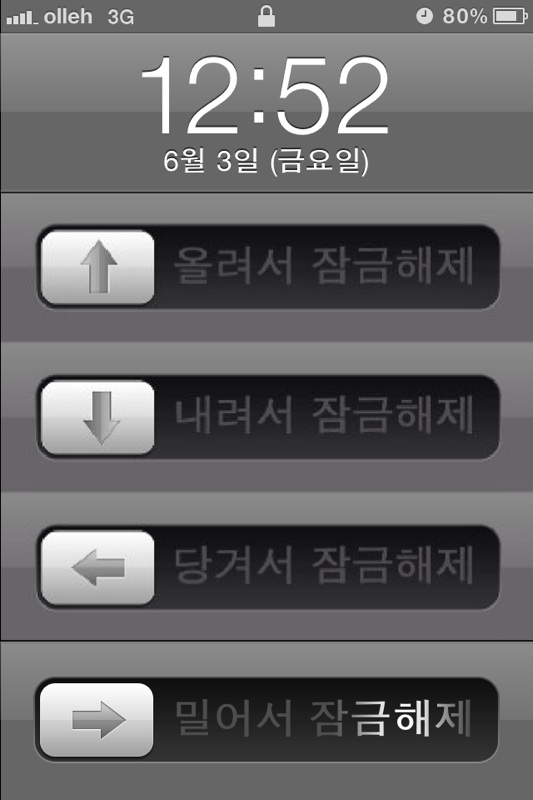 olleh 3G 80%
12:52
6월 3일 (금요일)
올려서 잠금해제
내려서 잠금해제
당겨서 잠금해제
밀어서 잠금해제